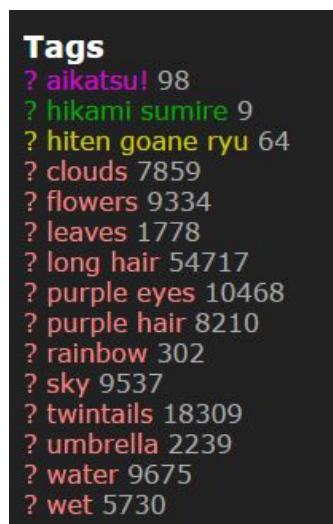 Tags
? aikatsu! 98
? hikami sumire 9
? hiten goane ryu 64
? clouds 7859
? flowers 9334
? leaves 1778
? long hair 54717
? purple eyes 10468
? purple hair 8210
? rainbow 302
? sky 9537
? twintails 18309
? umbrella 2239
? water 9675
? wet 5730